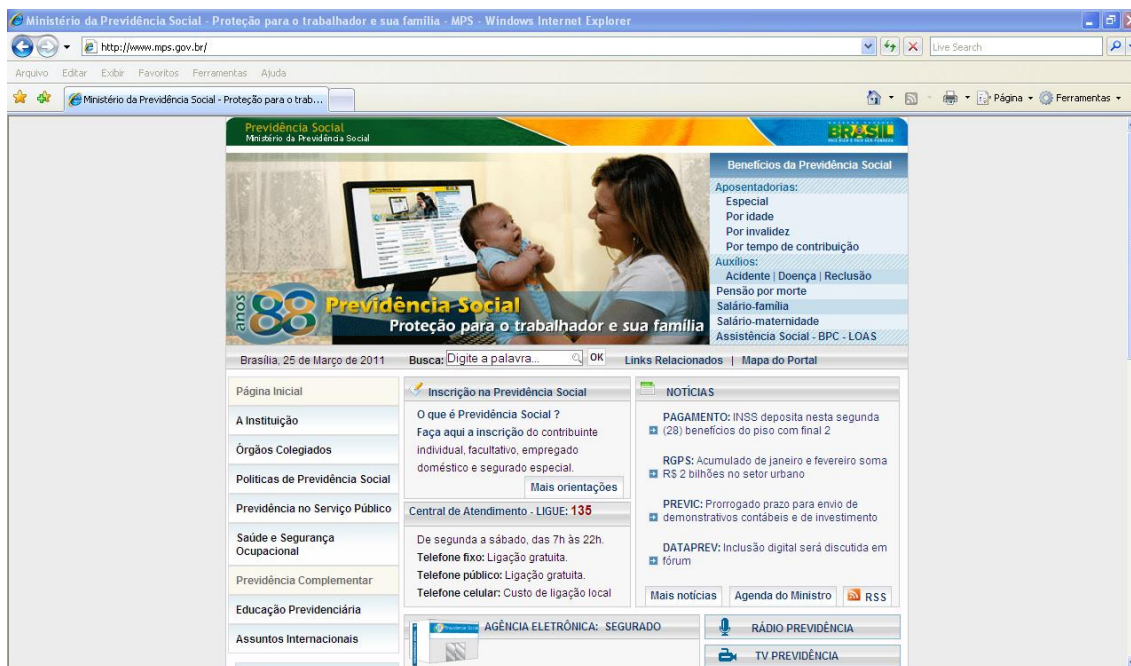 Ministério da Previdência Social - Proteção para o trabalhador e sua família - MPS - Windows Internet Explorer
http://www.mps.gov.br/
Live Search
Arquivo Editar Exibir Favoritos Ferramentas Ajuda
Ministério da Previdência Social - Proteção para o trab...
Página Ferramentas
Previdência Social
Ministério da Previdência Social
BRASIL
Benefícios da Previdência Social
Aposentadorias:
Especial
Por idade
Por invalidez
Por tempo de contribuição
Auxílios:
Acidente | Doença | Reclusão
Pensão por morte
Salário-família
Salário-maternidade
Assistência Social - BPC - LOAS
88 anos
Previdência Social
Proteção para o trabalhador e sua família
Brasília, 25 de Março de 2011
Busca: Digite a palavra... OK
Links Relacionados | Mapa do Portal
Página Inicial
A Instituição
Órgãos Colegiados
Políticas de Previdência Social
Previdência no Serviço Público
Saúde e Segurança
Ocupacional
Previdência Complementar
Educação Previdenciária
Assuntos Internacionais
Inscrição na Previdência Social
O que é Previdência Social ?
Faça aqui a inscrição do contribuinte
individual, facultativo, empregado
doméstico e segurado especial.
Mais orientações
Central de Atendimento - LIGUE: 135
De segunda a sábado, das 7h às 22h.
Telefone fixo: Ligação gratuita.
Telefone público: Ligação gratuita.
Telefone celular: Custo de ligação local
NOTÍCIAS
PAGAMENTO: INSS deposita nesta segunda
(28) benefícios do piso com final 2
RGPS: Acumulado de janeiro e fevereiro soma
R$ 2 bilhões no setor urbano
PREVIC: Prorrogado prazo para envio de
demonstrativos contábeis e de investimento
DATAPREV: Inclusão digital será discutida em
fórum
Mais notícias
Agenda do Ministro
RSS
AGÊNCIA ELETRÔNICA: SEGURADO
RÁDIO PREVIDÊNCIA
TV PREVIDÊNCIA